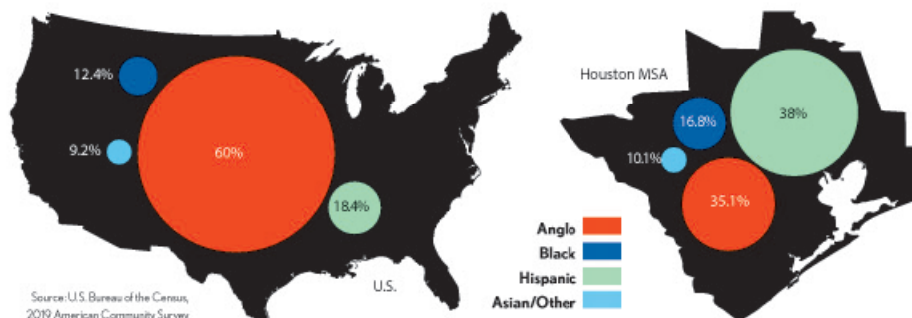 12.4%
9.2%
60%
18.4%
U.S.
Source: U.S. Bureau of the Census,
2019 American Community Survey
Houston MSA
16.8%
38%
10.1%
35.1%
Anglo
Black
Hispanic
Asian/Other